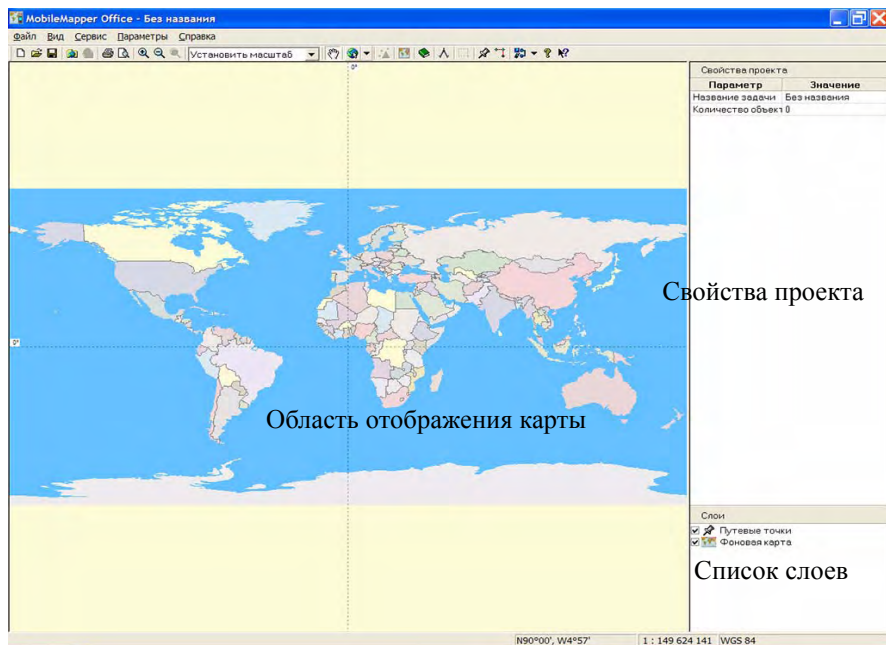 MobileMapper Office - Без названия
Файл Вид Сервис Параметры Справка
Установить масштаб
0°
Свойства проекта
Параметр Значение
Название задачи Без названия
Количество объект 0
Свойства проекта
0°
Область отображения карты
Слои
Путевые точки
Фоновая карта
Список слоев
N90°00', W4°57' 1 : 149 624 141 WGS 84